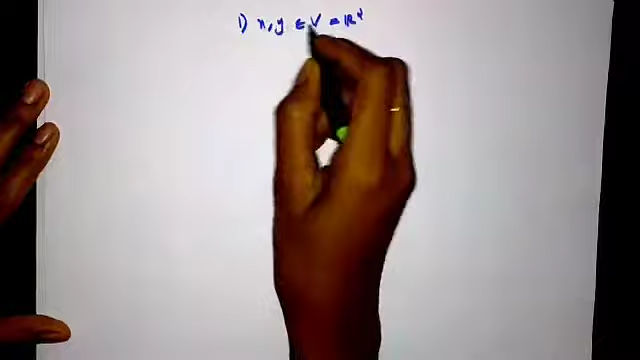 1) x, y ∈ V = ℝ⁴